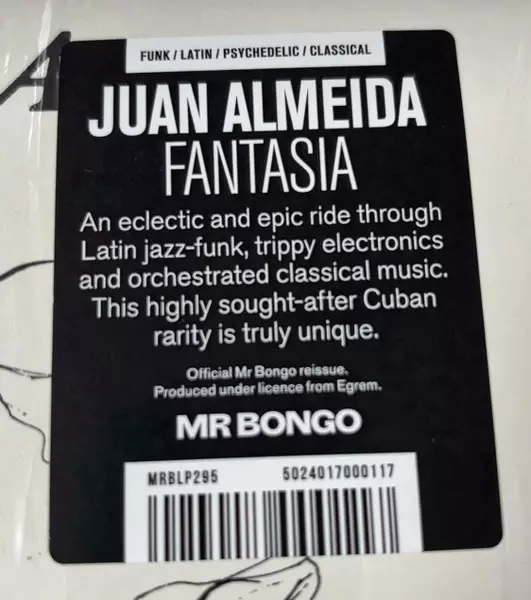 A
FUNK / LATIN / PSYCHEDELIC / CLASSICAL
JUAN ALMEIDA
FANTASIA
An eclectic and epic ride through
Latin jazz-funk, trippy electronics
and orchestrated classical music.
This highly sought-after Cuban
rarity is truly unique.
Official Mr Bongo reissue.
Produced under licence from Egrem.
MR BONGO
MRBLP295 5024017000117